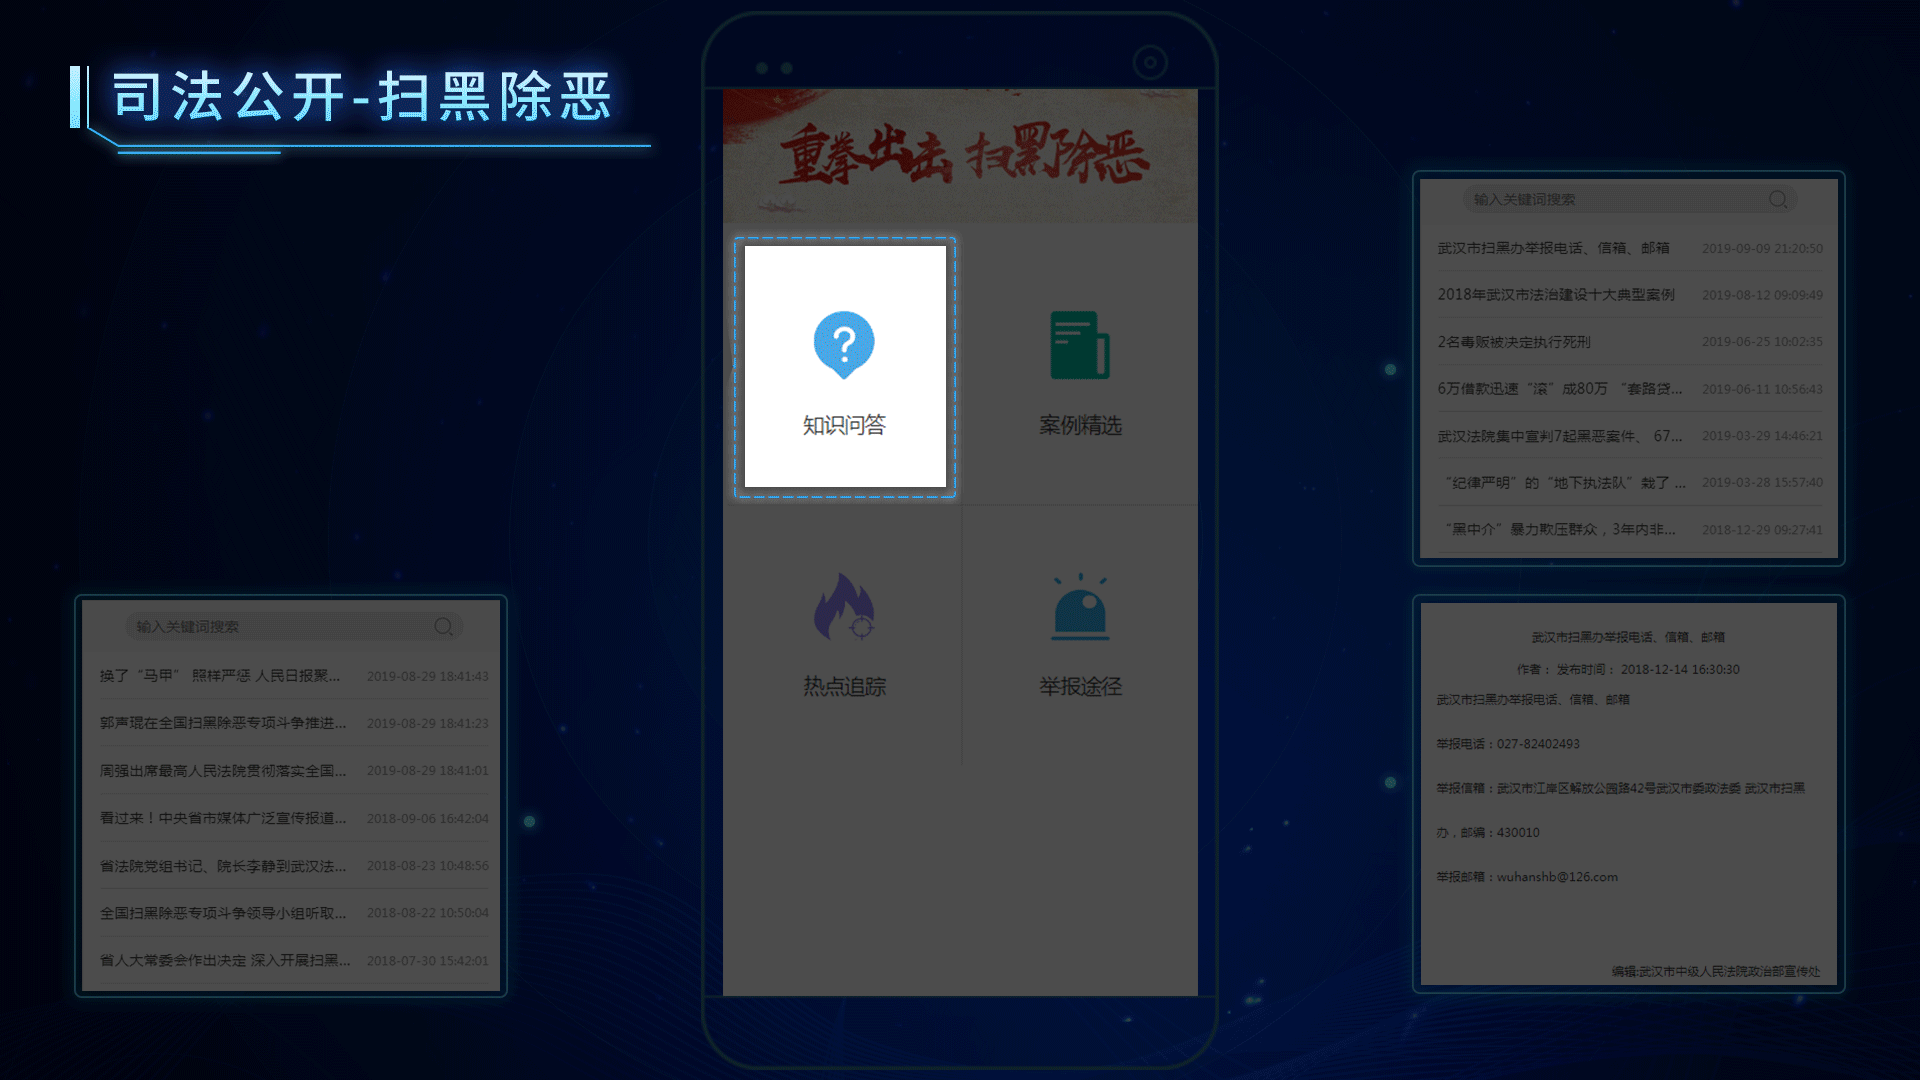 司法公开-扫黑除恶
重拳出击 扫黑除恶
知识问答
案例精选
热点追踪
举报途径
输入关键词搜索
换了“马甲” 照样严惩 人民日报聚... 2019-08-29 18:41:43
郭声琨在全国扫黑除恶专项斗争推进... 2019-08-29 18:41:23
周强出席最高人民法院贯彻落实全国... 2019-08-29 18:41:01
看过来！中央省市媒体广泛宣传报道... 2018-09-06 16:42:04
省法院党组书记、院长李静到武汉法... 2018-08-23 10:48:56
全国扫黑除恶专项斗争领导小组听取... 2018-08-22 10:50:04
省人大常委会作出决定 深入开展扫黑... 2018-07-30 15:42:01
输入关键词搜索
武汉市扫黑办举报电话、信箱、邮箱 2019-09-09 21:20:50
2018年武汉市法治建设十大典型案例 2019-08-12 09:09:49
2名毒贩被决定执行死刑 2019-06-25 10:02:35
6万借款迅速“滚”成80万 “套路贷... 2019-06-11 10:56:43
武汉法院集中宣判7起黑恶案件、 67... 2019-03-29 14:46:21
“纪律严明”的“地下执法队”栽了 ... 2019-03-28 15:57:40
“黑中介”暴力欺压群众，3年内非... 2018-12-29 09:27:41
武汉市扫黑办举报电话、信箱、邮箱
作者： 发布时间： 2018-12-14 16:30:30
武汉市扫黑办举报电话、信箱、邮箱
举报电话：027-82402493
举报信箱：武汉市江岸区解放公园路42号武汉市委政法委 武汉市扫黑
办，邮编：430010
举报邮箱：wuhanshb@126.com
编辑:武汉市中级人民法院政治部宣传处